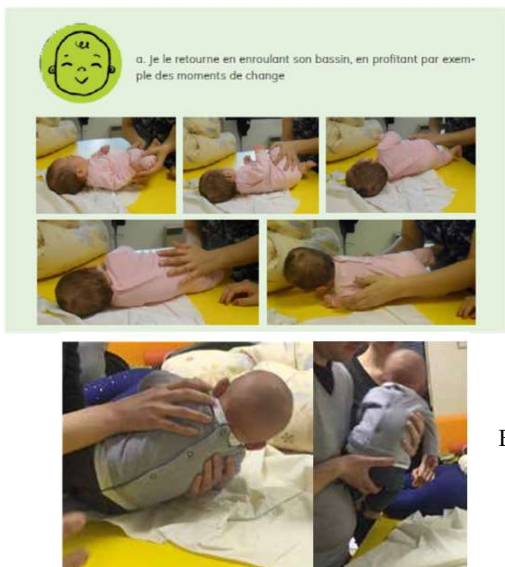 a. Je le retourne en enroulant son bassin, en profitant par exem-
ple des moments de change